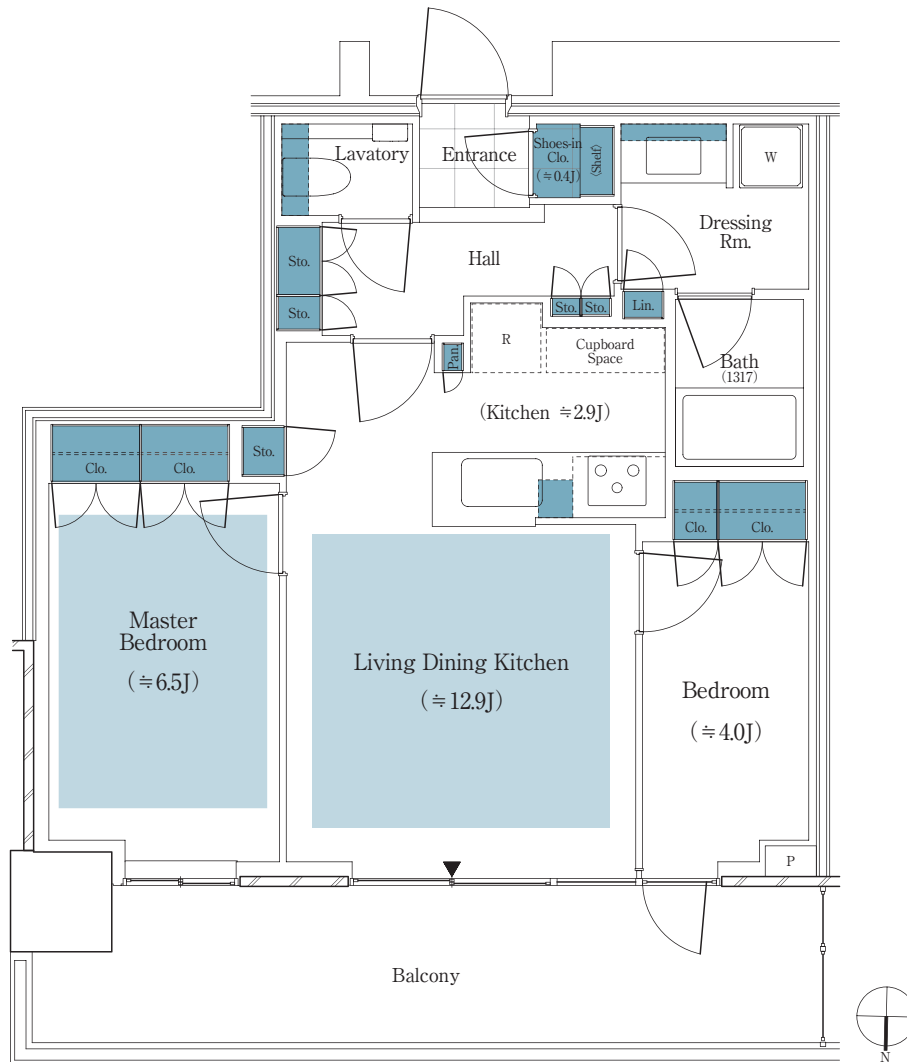 Lavatory
Entrance
Shoes-in
Clo.
(≒0.4J)
〈Shelf〉
W
Dressing
Rm.
Hall
Sto.
Sto.
Sto.
Sto.
Lin.
Pan.
R
Cupboard
Space
Bath
(1317)
(Kitchen ≒2.9J)
Clo.
Clo.
Sto.
Clo.
Clo.
Master
Bedroom
(≒6.5J)
Living Dining Kitchen
(≒12.9J)
Bedroom
(≒4.0J)
P
Balcony
N